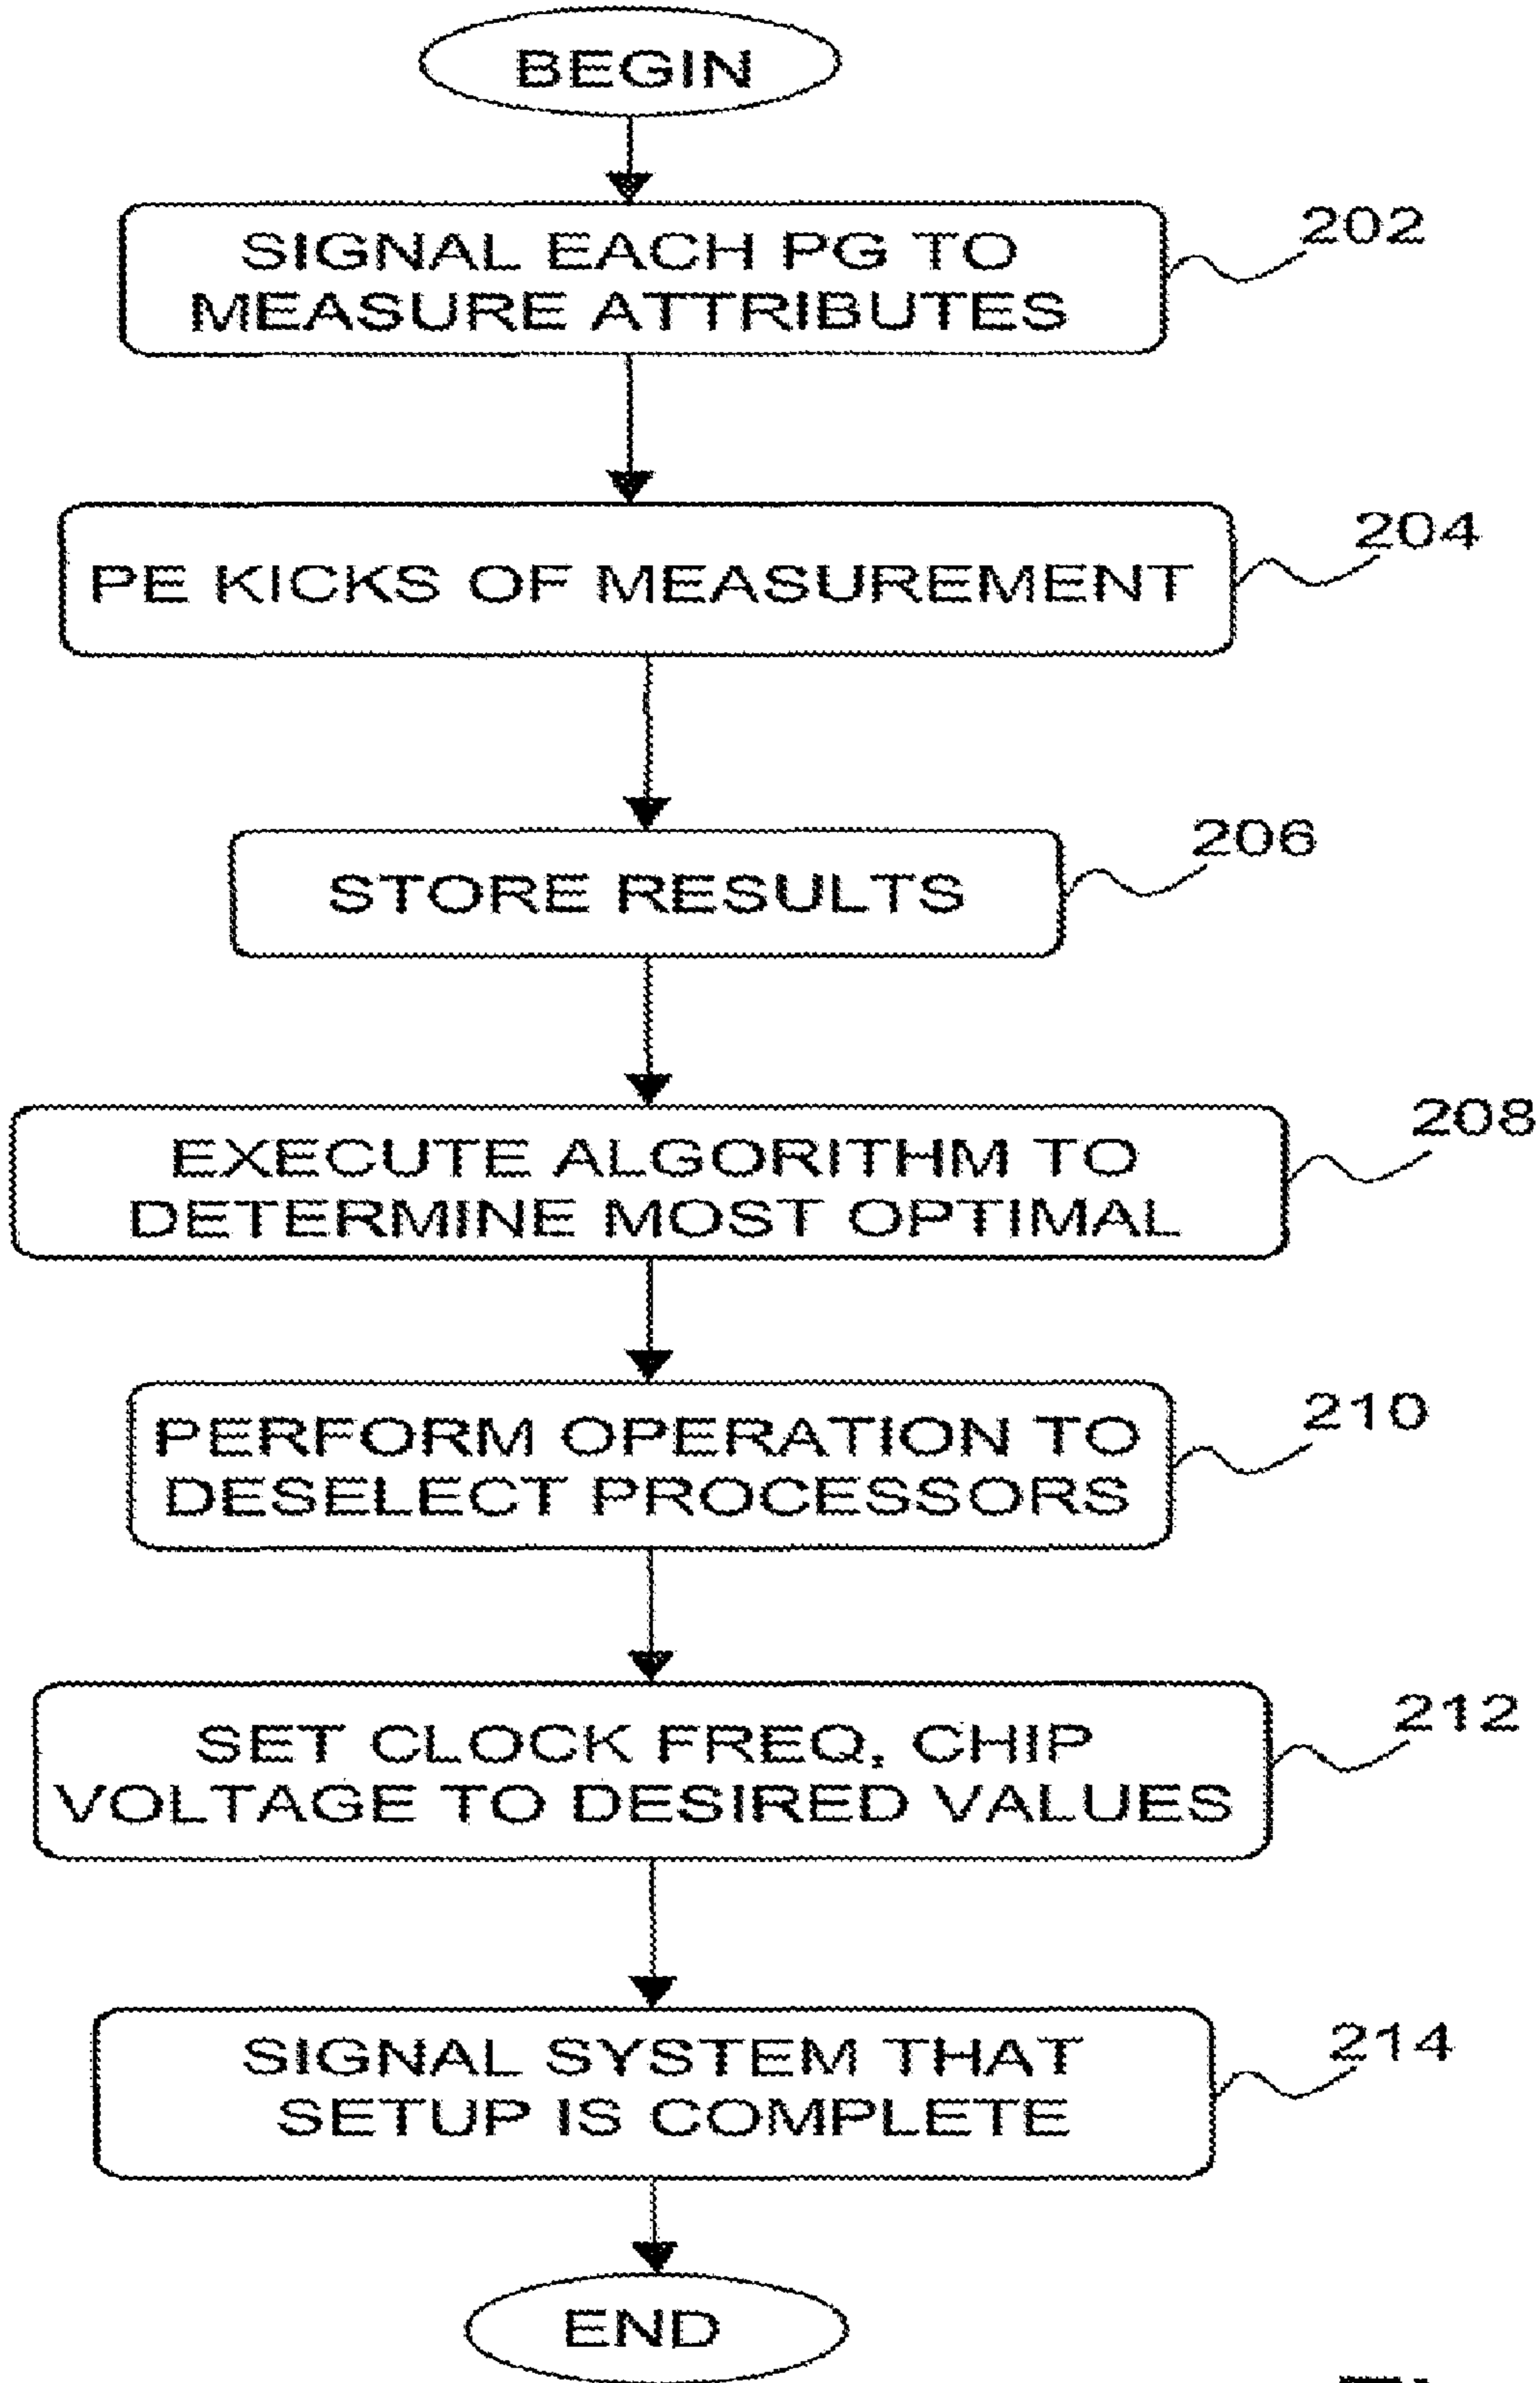 BEGIN
SIGNAL EACH PG TO
MEASURE ATTRIBUTES
202
PE KICKS OF MEASUREMENT
204
STORE RESULTS
206
EXECUTE ALGORITHM TO
DETERMINE MOST OPTIMAL
208
PERFORM OPERATION TO
DESELECT PROCESSORS
210
SET CLOCK FREQ, CHIP
VOLTAGE TO DESIRED VALUES
212
SIGNAL SYSTEM THAT
SETUP IS COMPLETE
214
END